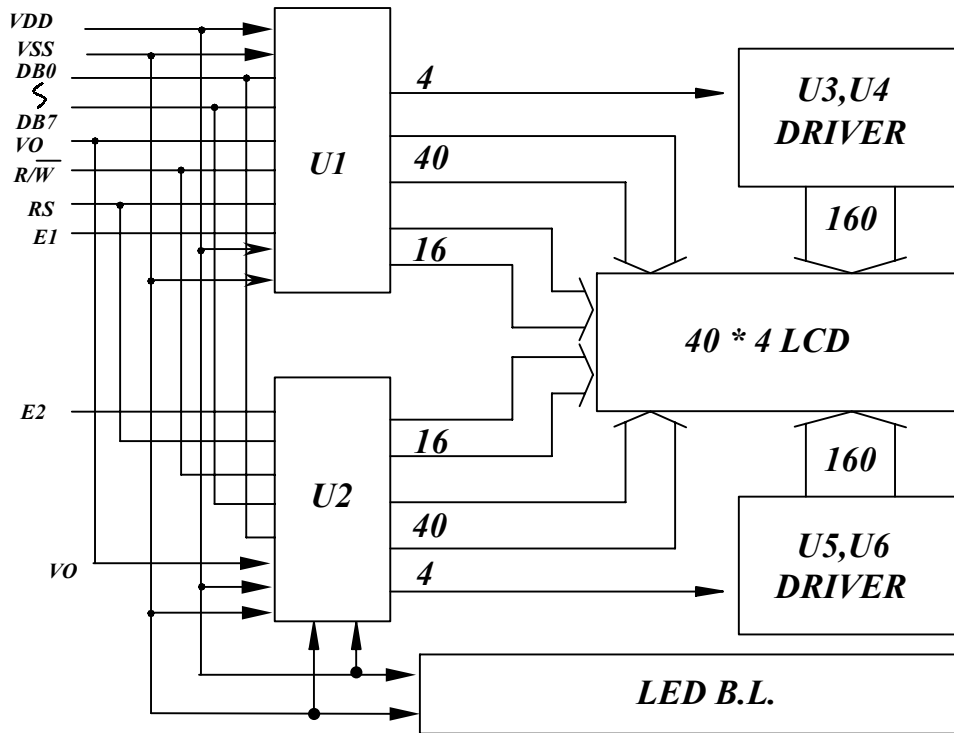 VDD
VSS
DB0
DB7
VO
R/W̅
RS
E1
E2
VO
U1
U2
4
40
16
16
40
4
U3,U4
DRIVER
160
40 * 4 LCD
160
U5,U6
DRIVER
LED B.L.